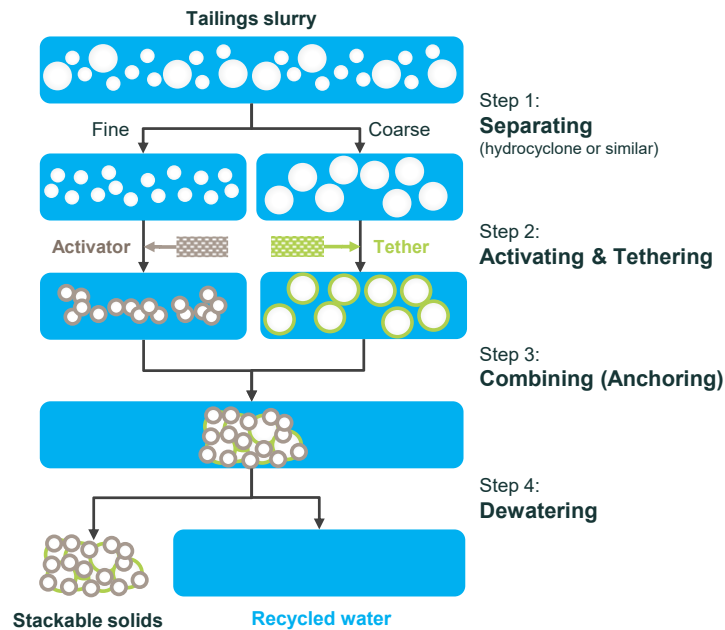 Tailings slurry
Step 1:
Separating
(hydrocyclone or similar)
Fine
Coarse
Step 2:
Activating & Tethering
Activator
Tether
Step 3:
Combining (Anchoring)
Step 4:
Dewatering
Stackable solids
Recycled water